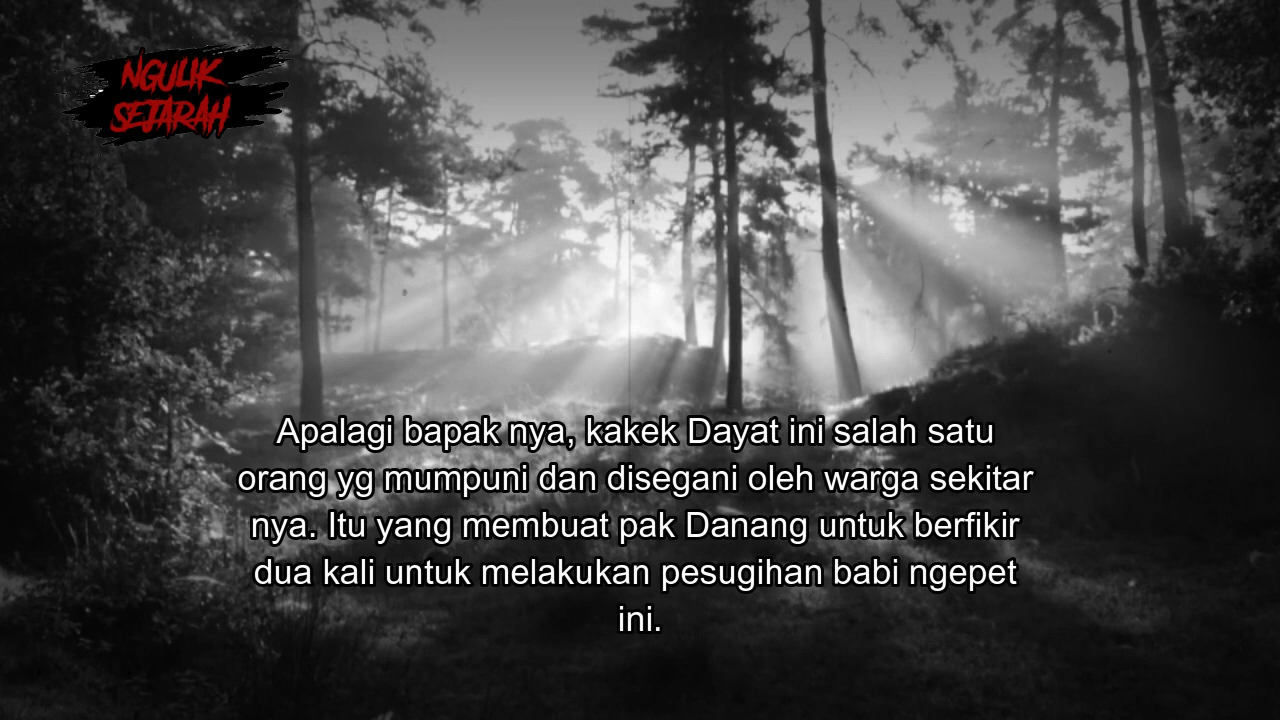 NGULIK
SEJARAH
Apalagi bapak nya, kakek Dayat ini salah satu
orang yg mumpuni dan disegani oleh warga sekitar
nya. Itu yang membuat pak Danang untuk berfikir
dua kali untuk melakukan pesugihan babi ngepet
ini.